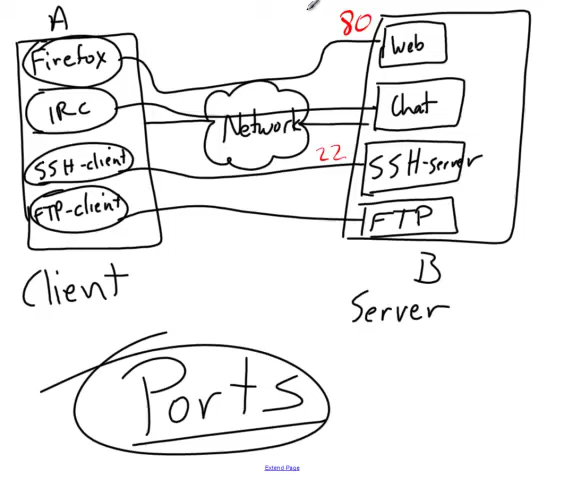 A
Firefox
IRC
SSH-client
FTP-client
Client
Network
80
Web
Chat
22
SSH-server
FTP
B
Server
Ports
Extend Page